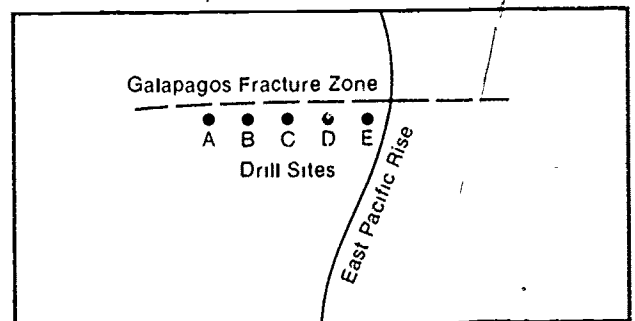 Galapagos Fracture Zone
A B C D E
Drill Sites
East Pacific Rise